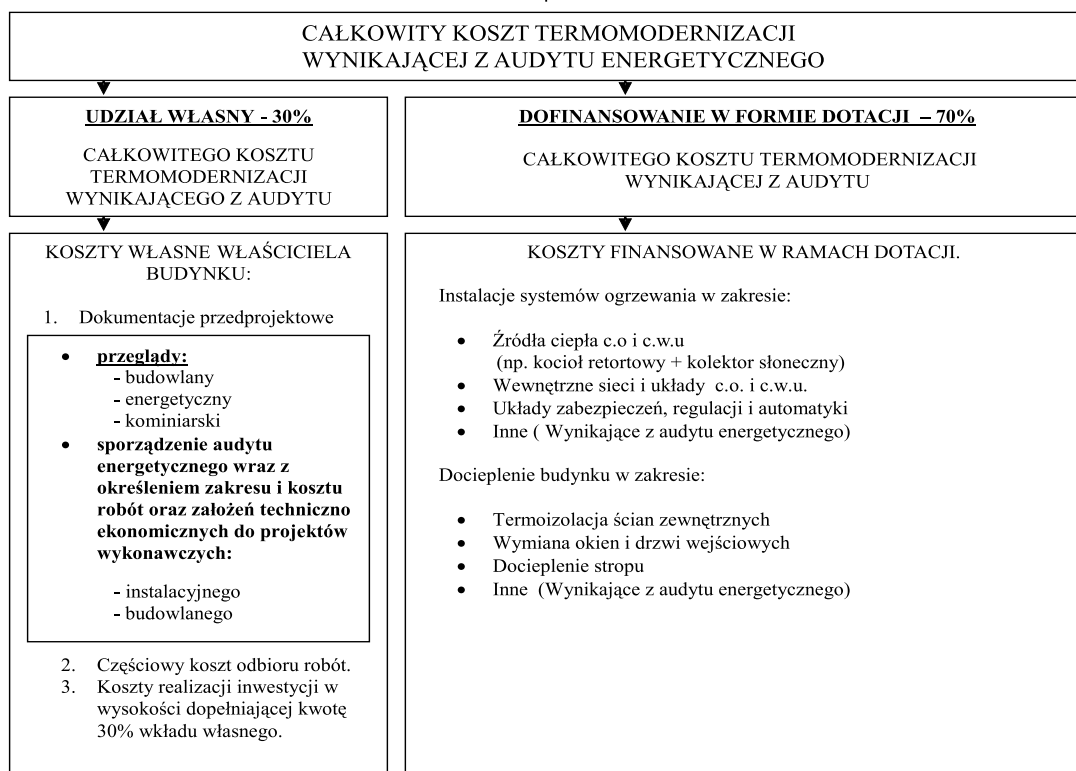 CAŁKOWITY KOSZT TERMOMODERNIZACJI
WYNIKAJĄCEJ Z AUDYTU ENERGETYCZNEGO
UDZIAŁ WŁASNY - 30%
CAŁKOWITEGO KOSZTU
TERMOMODERNIZACJI
WYNIKAJĄCEGO Z AUDYTU
DOFINANSOWANIE W FORMIE DOTACJI – 70%
CAŁKOWITEGO KOSZTU TERMOMODERNIZACJI
WYNIKAJĄCEJ Z AUDYTU
KOSZTY WŁASNE WŁAŚCICIELA
BUDYNKU:
1. Dokumentacje przedprojektowe
• przeglądy:
- budowlany
- energetyczny
- kominiarski
• sporządzenie audytu
energetycznego wraz z
określeniem zakresu i kosztu
robót oraz założeń techniczno
ekonomicznych do projektów
wykonawczych:
- instalacyjnego
- budowlanego
2. Częściowy koszt odbioru robót.
3. Koszty realizacji inwestycji w
wysokości dopełniającej kwotę
30% wkładu własnego.
KOSZTY FINANSOWANE W RAMACH DOTACJI.
Instalacje systemów ogrzewania w zakresie:
• Źródła ciepła c.o i c.w.u
(np. kocioł retortowy + kolektor słoneczny)
• Wewnętrzne sieci i układy c.o. i c.w.u.
• Układy zabezpieczeń, regulacji i automatyki
• Inne ( Wynikające z audytu energetycznego)
Docieplenie budynku w zakresie:
• Termoizolacja ścian zewnętrznych
• Wymiana okien i drzwi wejściowych
• Docieplenie stropu
• Inne (Wynikające z audytu energetycznego)